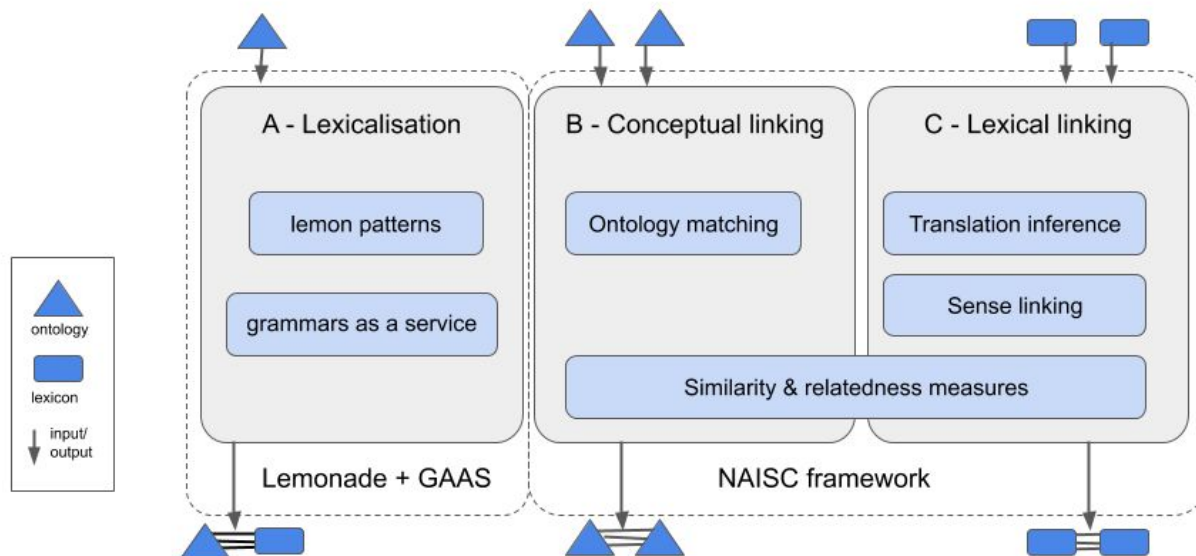 A - Lexicalisation
B - Conceptual linking
C - Lexical linking
lemon patterns
Ontology matching
Translation inference
grammars as a service
Sense linking
Similarity & relatedness measures
Lemonade + GAAS
NAISC framework
ontology
lexicon
input/
output